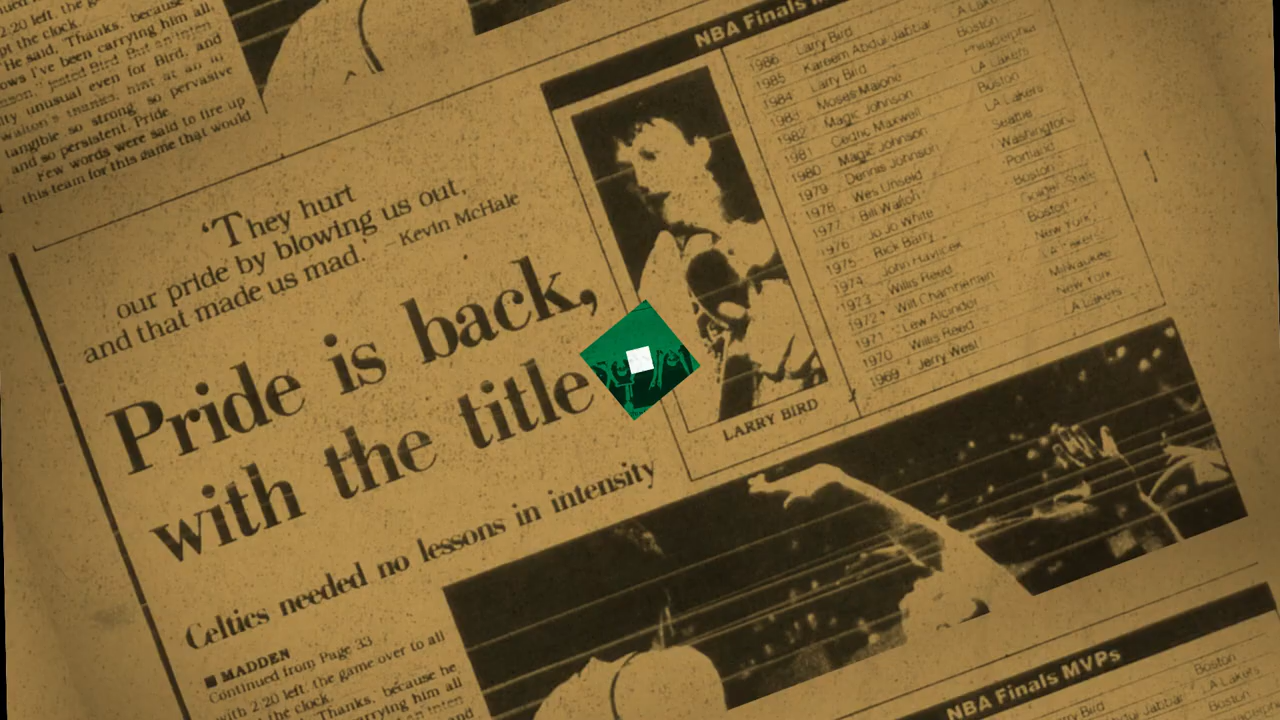 2:20 left, the ga
pt the clock.
"He said, 'Thanks, because
ows I've been carrying him all
ity unusual even for Bird, and
tangible so strong, so pervasive
and so persistent. Pride.
Few words were said to fire up
this team for this game that would
'They hurt
our pride by blowing us out,
and that made us mad.' —Kevin McHale
Pride is back,
with the title
Celtics needed no lessons in intensity
■ MADDEN
Continued from Page 33
with 2:20 left, the game over to all
the clock.
Thanks, because he
arrying him all
and
NBA Finals M
1986 Larry Bird
1985 Kareem Abdul Jabbar A Lake
1984 Larry Bird Boston
1983 Moses Malone Philadelphia
1982 Magic Johnson LA Lakers
1981 Cedric Maxwell Boston
1980 Magic Johnson LA Lakers
1979 Dennis Johnson Seattle
1978 Wes Unseld Washington
1977 Bill Walton Portland
1976 Jo Jo White Boston
1975 Rick Barry
1974 John Havlicek Boston
1973 Willis Reed New York
1972 Wilt Chamberlain LA Lakers
1971 Lew Alcindor Milwaukee
1970 Willis Reed New York
1969 Jerry West LA Lakers
LARRY BIRD
NBA Finals MVPs
Bird Boston
dul Jabbar LA Lakers
Boston